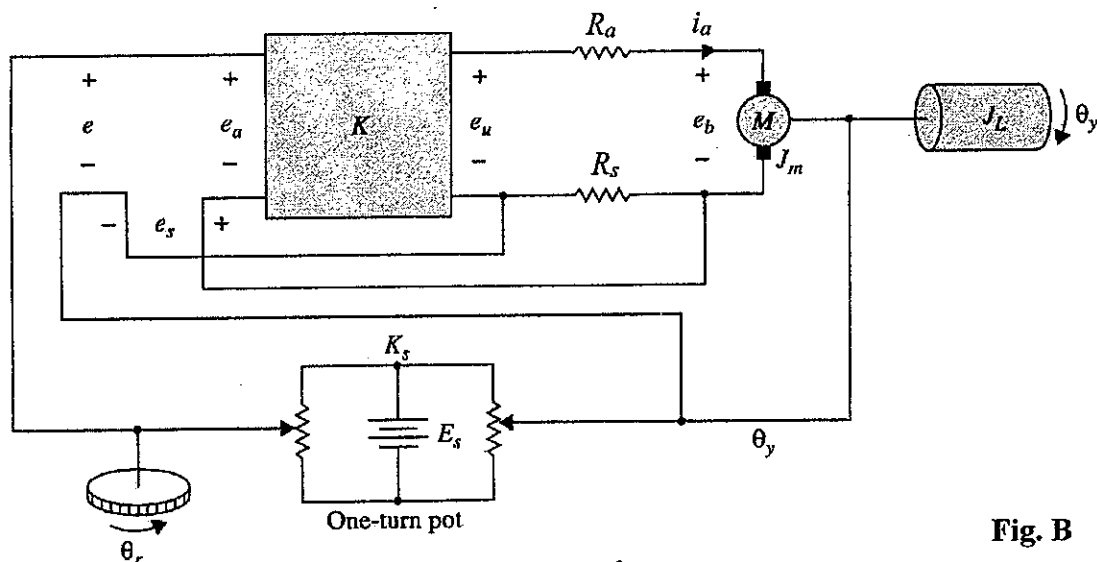 R_a i_a
+ + + +
e e_a K e_u e_b M J_L θ_y
− − − − J_m
R_s
− e_s +
K_s
E_s
θ_y
One-turn pot
θ_r
Fig. B